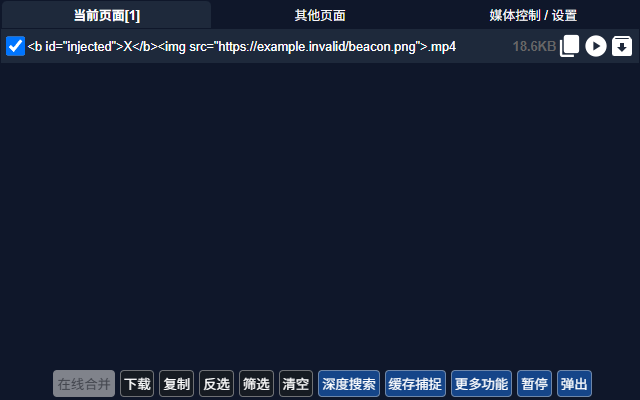 当前页面[1] 其他页面 媒体控制 / 设置
<b id="injected">X</b><img src="https://example.invalid/beacon.png">.mp4 18.6KB
在线合并 下载 复制 反选 筛选 清空 深度搜索 缓存捕捉 更多功能 暂停 弹出